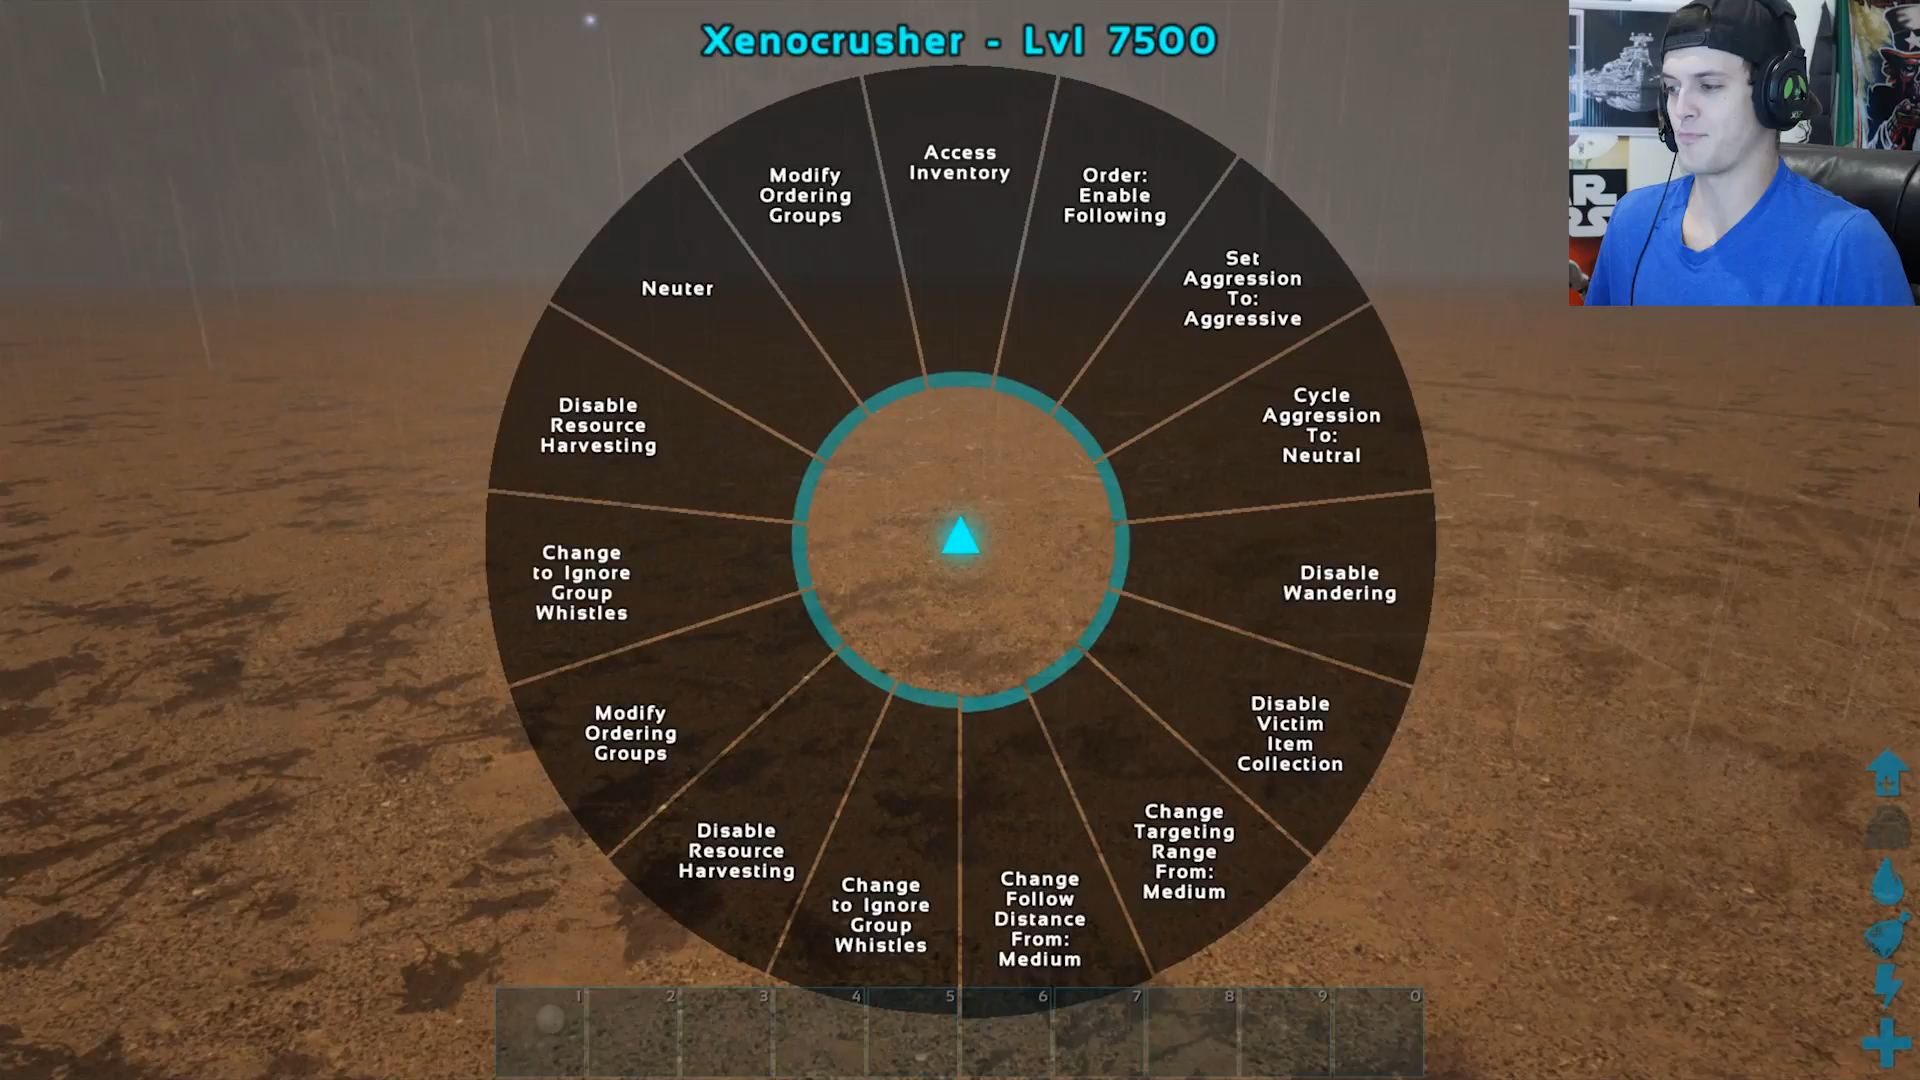 Xenocrusher - Lvl 7500
Access
Inventory
Order:
Enable
Following
Set
Aggression
To:
Aggressive
Cycle
Aggression
To:
Neutral
Disable
Wandering
Disable
Victim
Item
Collection
Change
Targeting
Range
From:
Medium
Change
Follow
Distance
From:
Medium
Change
to Ignore
Group
Whistles
Disable
Resource
Harvesting
Modify
Ordering
Groups
Change
to Ignore
Group
Whistles
Disable
Resource
Harvesting
Neuter
Modify
Ordering
Groups
1 2 3 4 5 6 7 8 9 0